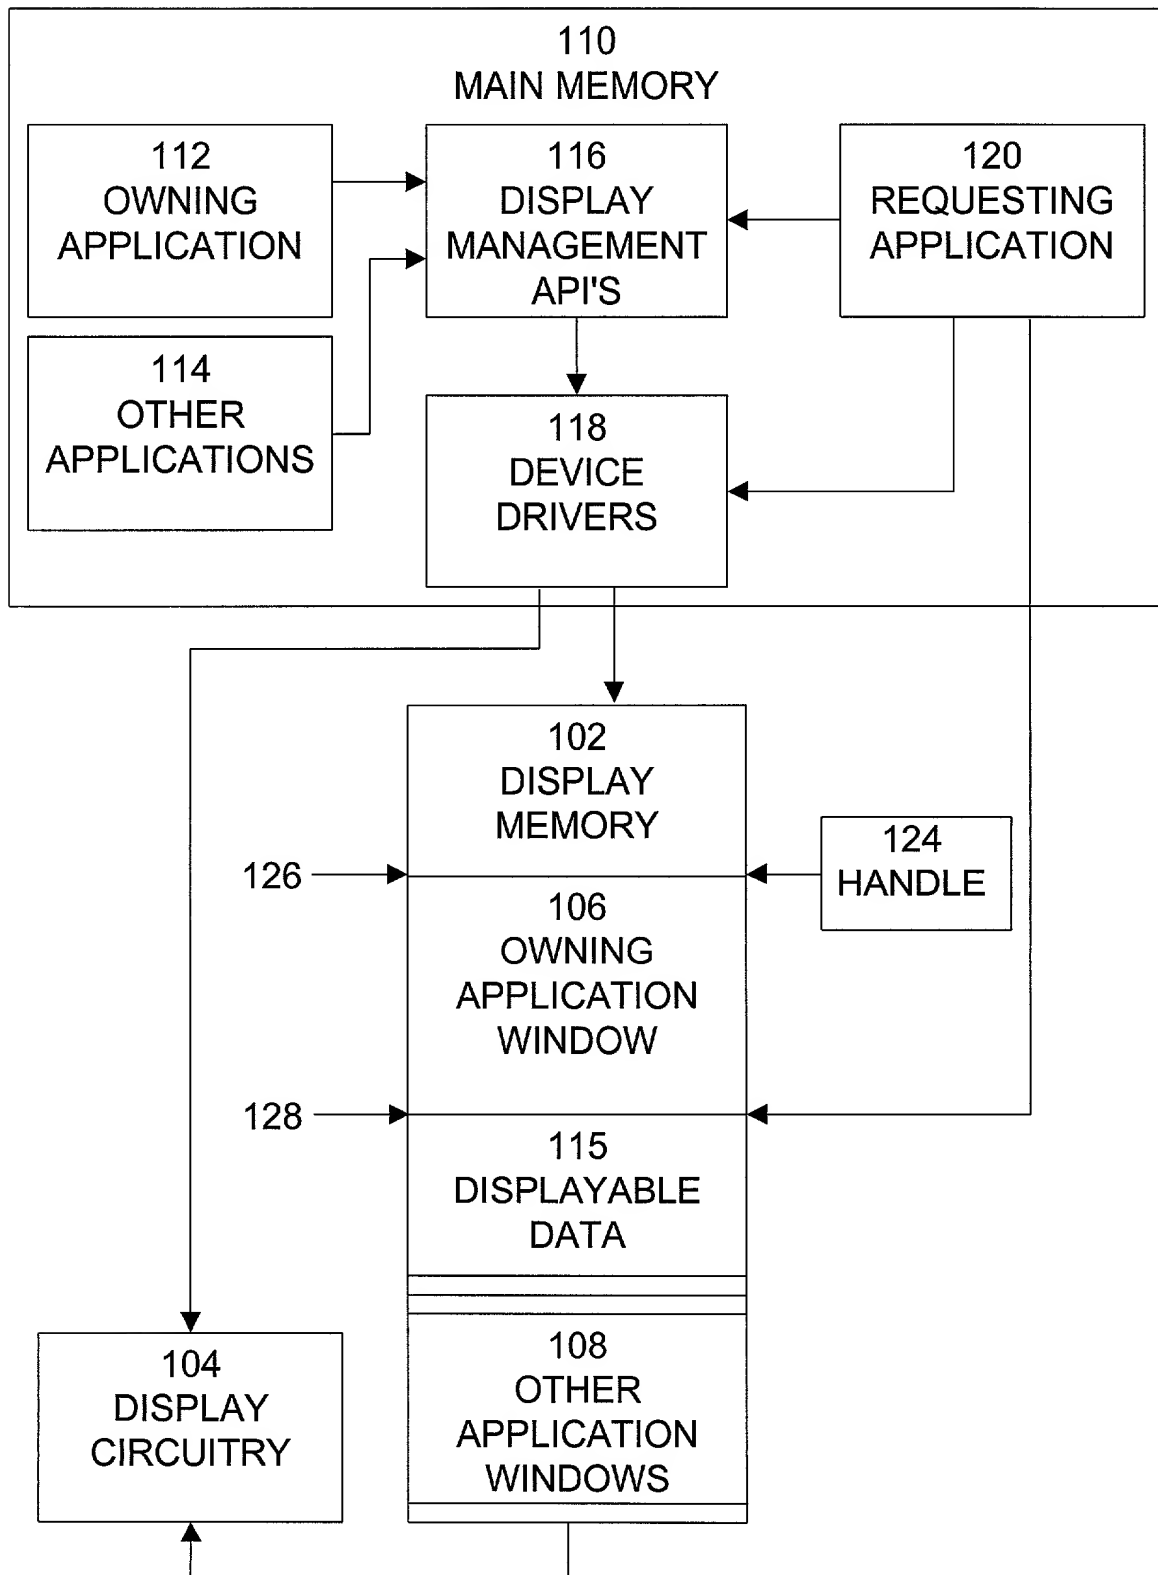 110
MAIN MEMORY
112
OWNING
APPLICATION
116
DISPLAY
MANAGEMENT
API'S
120
REQUESTING
APPLICATION
114
OTHER
APPLICATIONS
118
DEVICE
DRIVERS
102
DISPLAY
MEMORY
124
HANDLE
126
106
OWNING
APPLICATION
WINDOW
128
115
DISPLAYABLE
DATA
104
DISPLAY
CIRCUITRY
108
OTHER
APPLICATION
WINDOWS